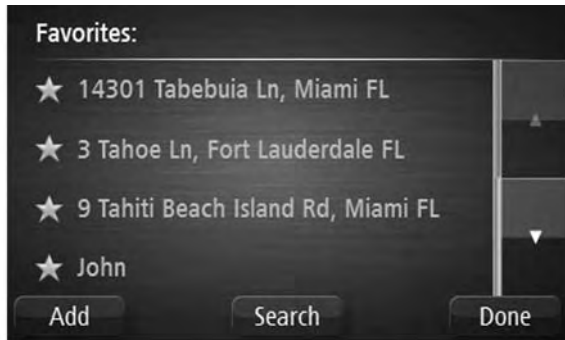 Favorites:
14301 Tabebuia Ln, Miami FL
3 Tahoe Ln, Fort Lauderdale FL
9 Tahiti Beach Island Rd, Miami FL
John
Add Search Done